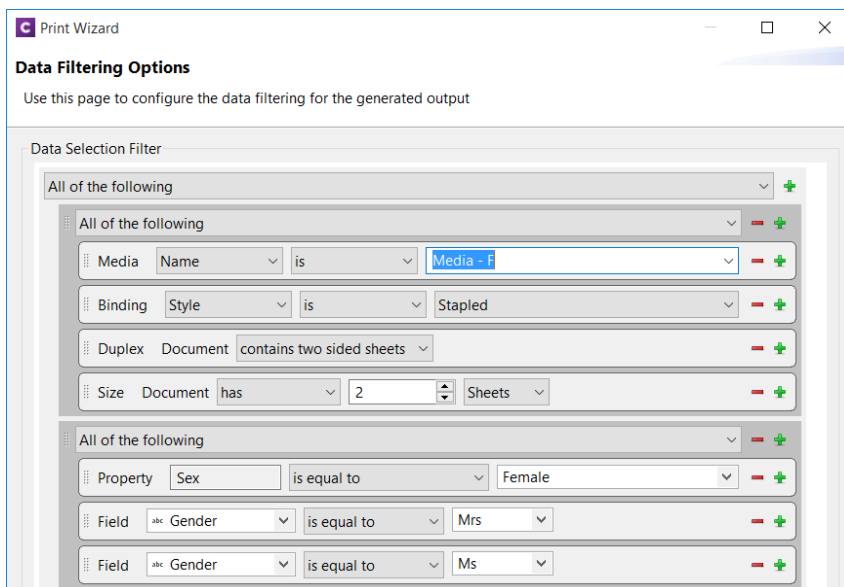 C Print Wizard
Data Filtering Options
Use this page to configure the data filtering for the generated output
Data Selection Filter
All of the following
All of the following
Media Name is Media - F
Binding Style is Stapled
Duplex Document contains two sided sheets
Size Document has 2 Sheets
All of the following
Property Sex is equal to Female
Field abc Gender is equal to Mrs
Field abc Gender is equal to Ms